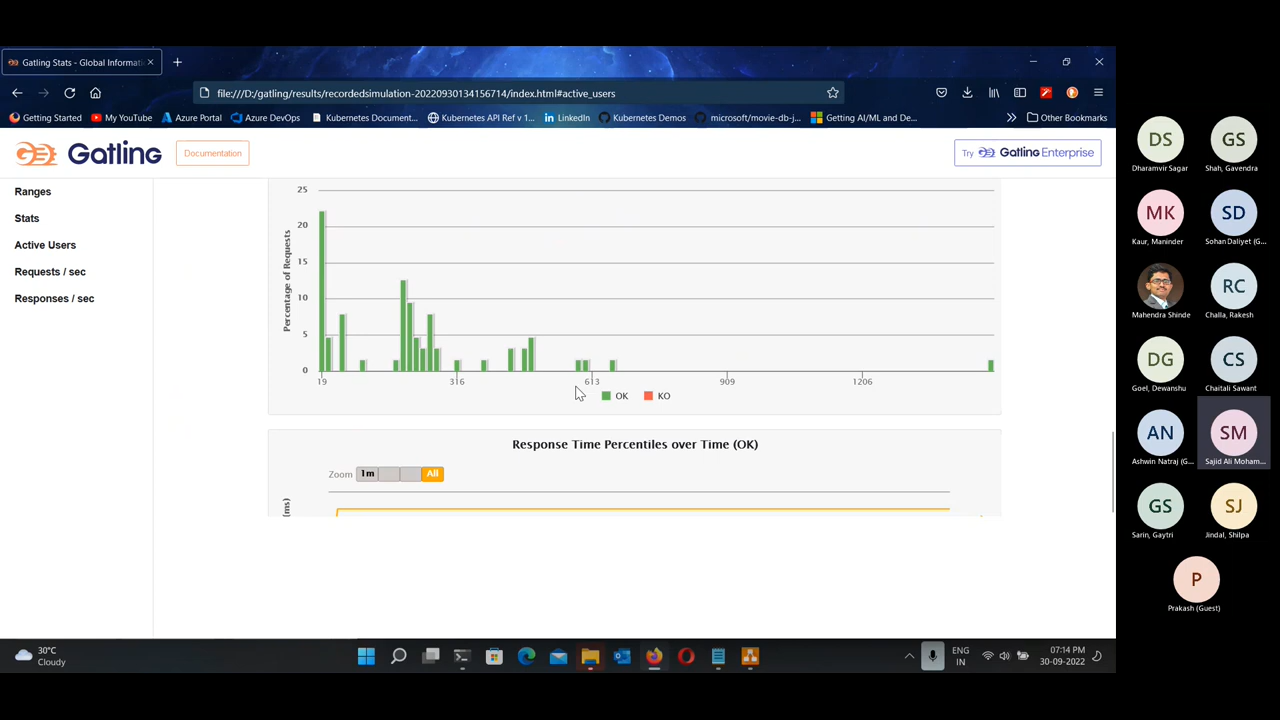 Gatling Stats - Global Informati
file:///D:/gatling/results/recordedsimulation-20220930134156714/index.html#active_users
Getting Started
My YouTube
Azure Portal
Azure DevOps
Kubernetes Document...
Kubernetes API Ref v 1...
LinkedIn
Kubernetes Demos
microsoft/movie-db-j...
Getting AI/ML and De...
Other Bookmarks
Gatling
Documentation
Try Gatling Enterprise
Ranges
Stats
Active Users
Requests / sec
Responses / sec
Percentage of Requests
25
20
15
10
5
0
19 316 613 909 1206
OK KO
Response Time Percentiles over Time (OK)
Zoom 1m All
(ms)
DS
Dharamvir Sagar
GS
Shah, Gavendra
MK
Kaur, Maninder
SD
Sohan Daliyet (G...
Mahendra Shinde
RC
Challa, Rakesh
DG
Goel, Dewanshu
CS
Chaitali Sawant
AN
Ashwin Natraj (G...
SM
Sajid Ali Moham...
GS
Sarin, Gaytri
SJ
Jindal, Shilpa
P
Prakash (Guest)
30°C
Cloudy
ENG
IN
07:14 PM
30-09-2022